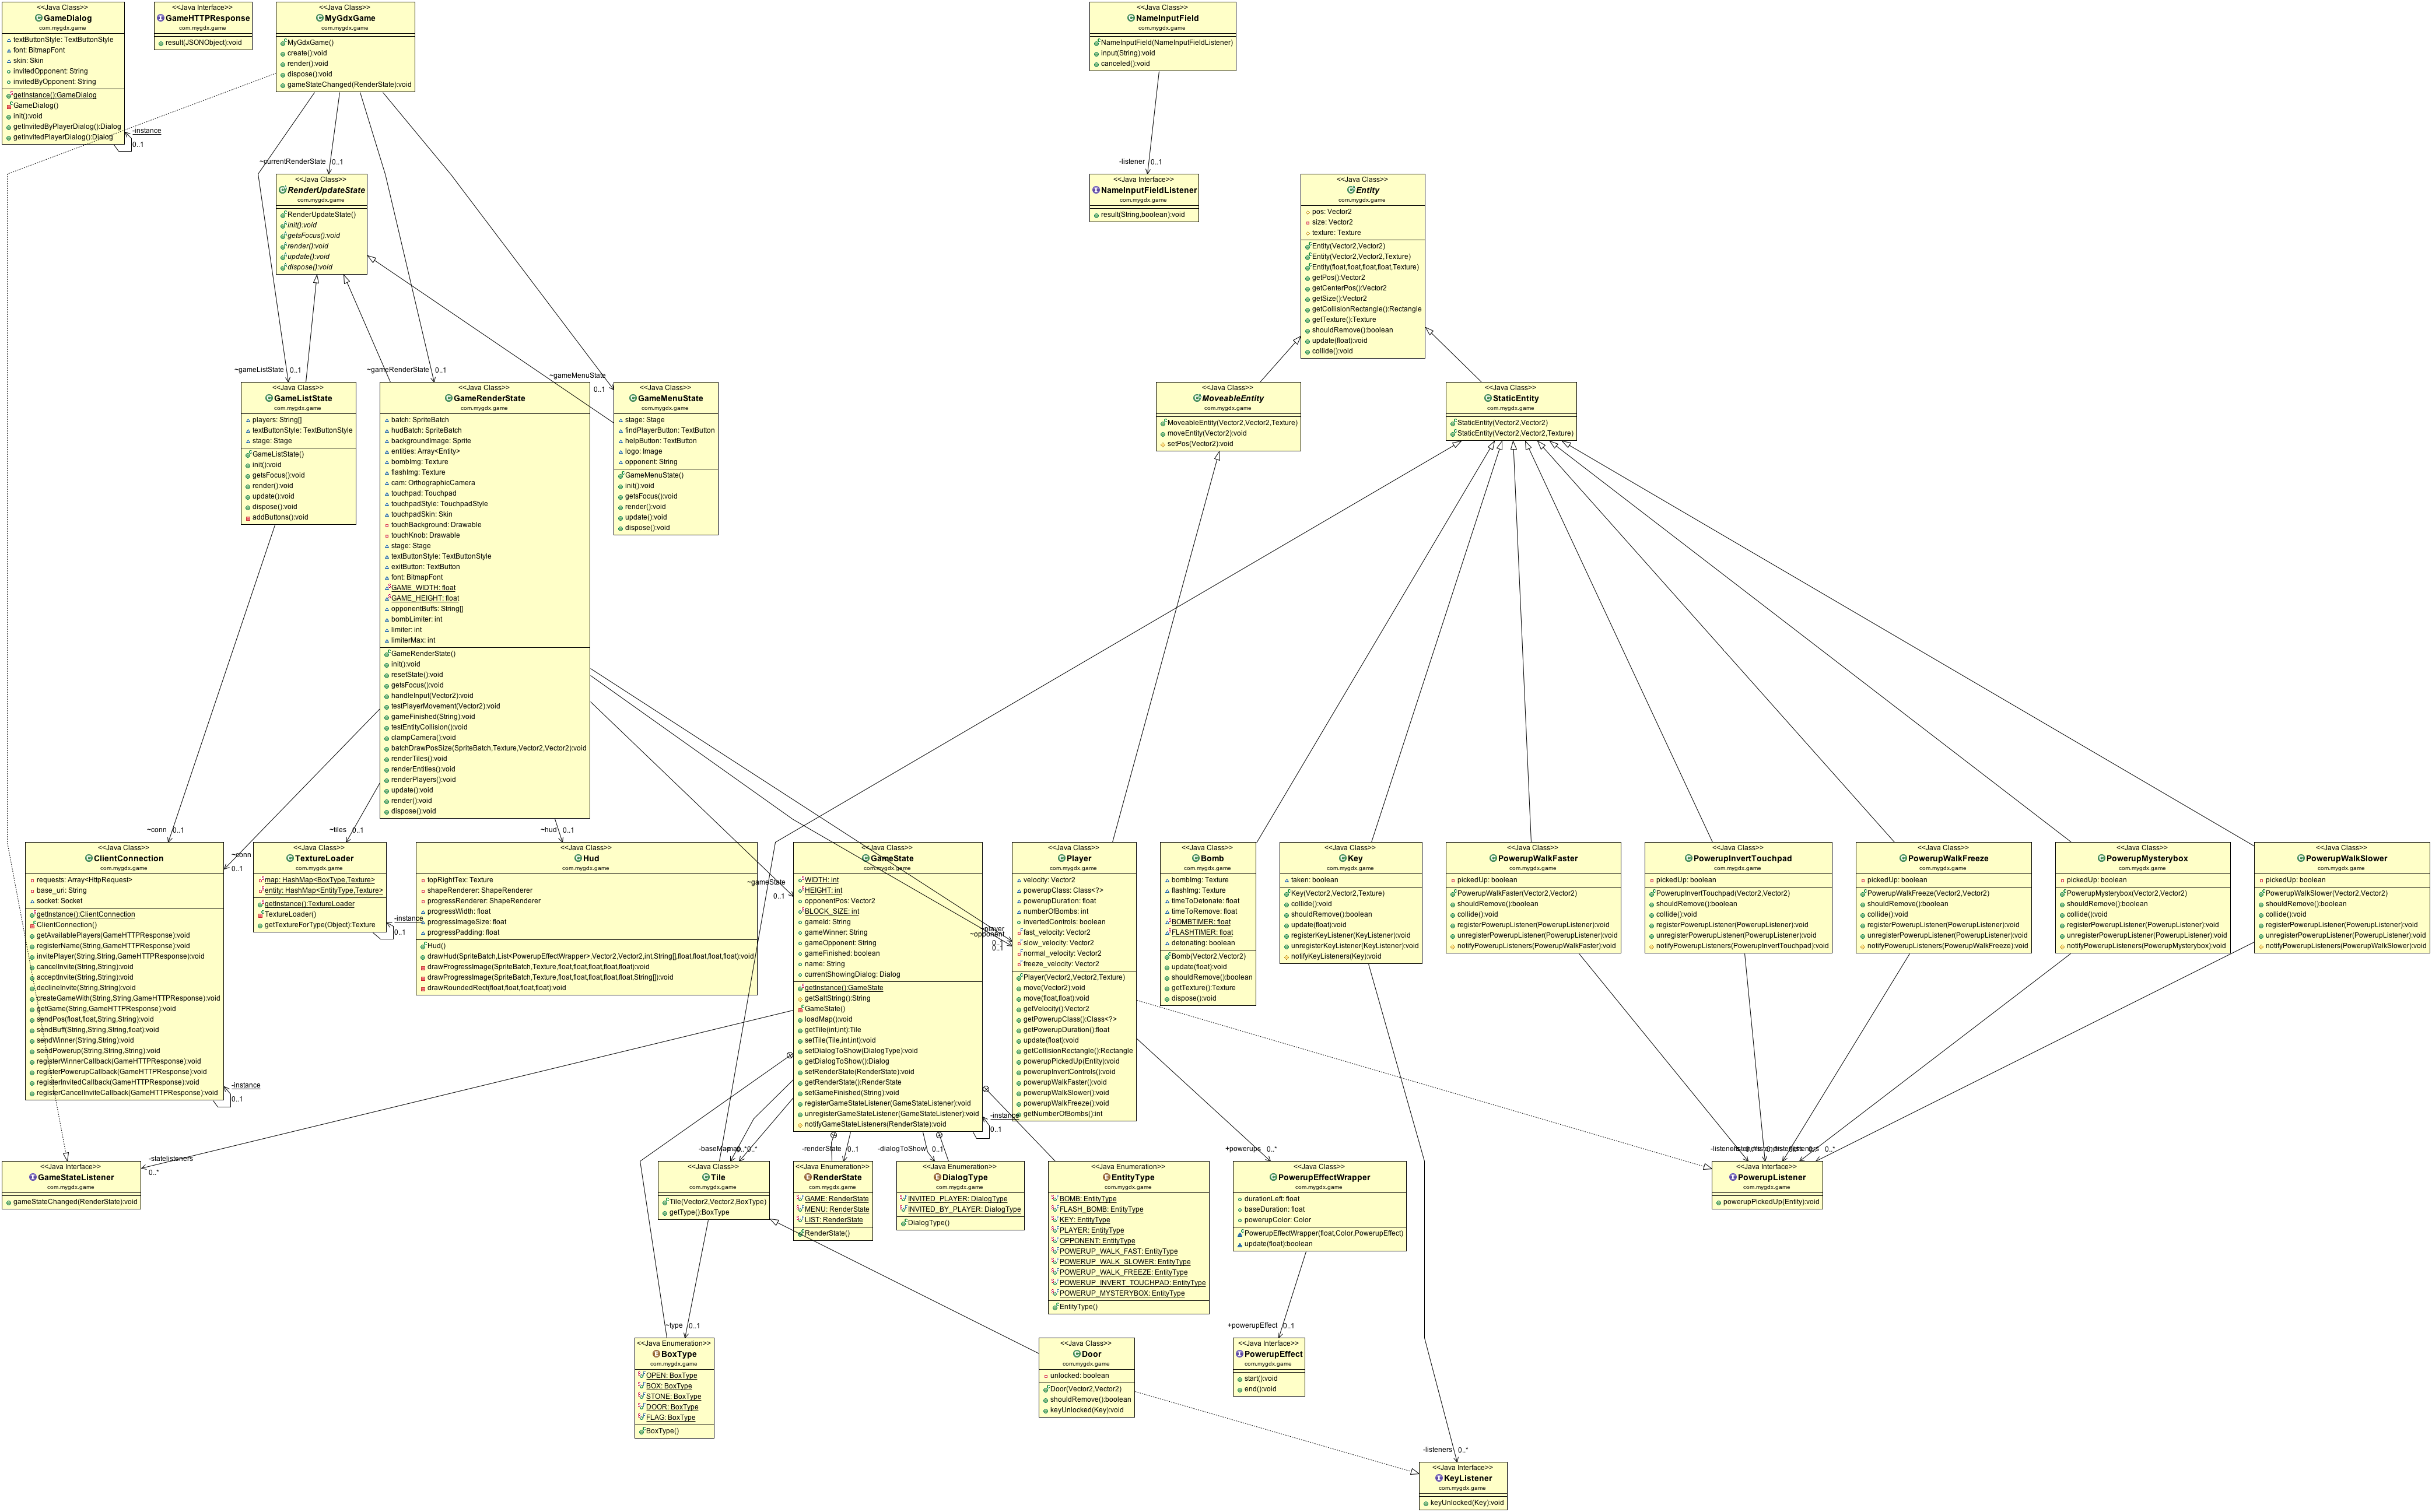 <<Java Class>>
GameDialog
com.mygdx.game
textButtonStyle: TextButtonStyle
font: BitmapFont
skin: Skin
invitedOpponent: String
invitedByOpponent: String
getInstance():GameDialog
GameDialog()
init():void
getInvitedByPlayerDialog():Dialog
getInvitedPlayerDialog():Dialog
-instance
0..1
<<Java Interface>>
GameHTTPResponse
com.mygdx.game
result(JSONObject):void
<<Java Class>>
MyGdxGame
com.mygdx.game
MyGdxGame()
create():void
render():void
dispose():void
gameStateChanged(RenderState):void
<<Java Class>>
NameInputField
com.mygdx.game
NameInputField(NameInputFieldListener)
input(String):void
canceled():void
~currentRenderState
0..1
-listener
0..1
<<Java Class>>
RenderUpdateState
com.mygdx.game
RenderUpdateState()
init():void
getsFocus():void
render():void
update():void
dispose():void
<<Java Interface>>
NameInputFieldListener
com.mygdx.game
result(String,boolean):void
<<Java Class>>
Entity
com.mygdx.game
pos: Vector2
size: Vector2
texture: Texture
Entity(Vector2,Vector2)
Entity(Vector2,Vector2,Texture)
Entity(float,float,float,float,Texture)
getPos():Vector2
getCenterPos():Vector2
getSize():Vector2
getCollisionRectangle():Rectangle
getTexture():Texture
shouldRemove():boolean
update(float):void
collide():void
~gameListState
0..1
~gameRenderState
0..1
~gameMenuState
0..1
<<Java Class>>
GameListState
com.mygdx.game
players: String[]
textButtonStyle: TextButtonStyle
stage: Stage
GameListState()
init():void
getsFocus():void
render():void
update():void
dispose():void
addButtons():void
<<Java Class>>
GameRenderState
com.mygdx.game
batch: SpriteBatch
hudBatch: SpriteBatch
backgroundImage: Sprite
entities: Array<Entity>
bombImg: Texture
flashImg: Texture
cam: OrthographicCamera
touchpad: Touchpad
touchpadStyle: TouchpadStyle
touchpadSkin: Skin
touchBackground: Drawable
touchKnob: Drawable
stage: Stage
textButtonStyle: TextButtonStyle
exitButton: TextButton
font: BitmapFont
GAME_WIDTH: float
GAME_HEIGHT: float
opponentBuffs: String[]
bombLimiter: int
limiter: int
limiterMax: int
GameRenderState()
init():void
resetState():void
getsFocus():void
handleInput(Vector2):void
testPlayerMovement(Vector2):void
gameFinished(String):void
testEntityCollision():void
clampCamera():void
batchDrawPosSize(SpriteBatch,Texture,Vector2,Vector2):void
renderTiles():void
renderEntities():void
renderPlayers():void
update():void
render():void
dispose():void
<<Java Class>>
GameMenuState
com.mygdx.game
stage: Stage
findPlayerButton: TextButton
helpButton: TextButton
logo: Image
opponent: String
GameMenuState()
init():void
getsFocus():void
render():void
update():void
dispose():void
<<Java Class>>
MoveableEntity
com.mygdx.game
MoveableEntity(Vector2,Vector2,Texture)
moveEntity(Vector2):void
setPos(Vector2):void
<<Java Class>>
StaticEntity
com.mygdx.game
StaticEntity(Vector2,Vector2)
StaticEntity(Vector2,Vector2,Texture)
~conn
0..1
~conn
0..1
~tiles
0..1
~hud
0..1
~gameState
0..1
~player
~opponent
0..1
0..1
<<Java Class>>
ClientConnection
com.mygdx.game
requests: Array<HttpRequest>
base_uri: String
socket: Socket
getInstance():ClientConnection
ClientConnection()
getAvailablePlayers(GameHTTPResponse):void
registerName(String,GameHTTPResponse):void
invitePlayer(String,String,GameHTTPResponse):void
cancelInvite(String,String):void
acceptInvite(String,String):void
declineInvite(String,String):void
createGameWith(String,String,GameHTTPResponse):void
getGame(String,GameHTTPResponse):void
sendPos(float,float,String,String):void
sendBuff(String,String,String,float):void
sendWinner(String,String):void
sendPowerup(String,String,String):void
registerWinnerCallback(GameHTTPResponse):void
registerPowerupCallback(GameHTTPResponse):void
registerInvitedCallback(GameHTTPResponse):void
registerCancelInviteCallback(GameHTTPResponse):void
-instance
0..1
<<Java Class>>
TextureLoader
com.mygdx.game
map: HashMap<BoxType,Texture>
entity: HashMap<EntityType,Texture>
getInstance():TextureLoader
TextureLoader()
getTextureForType(Object):Texture
-instance
0..1
<<Java Class>>
Hud
com.mygdx.game
topRightTex: Texture
shapeRenderer: ShapeRenderer
progressRenderer: ShapeRenderer
progressWidth: float
progressImageSize: float
progressPadding: float
Hud()
drawHud(SpriteBatch,List<PowerupEffectWrapper>,Vector2,Vector2,int,String[],float,float,float,float):void
drawProgressImage(SpriteBatch,Texture,float,float,float,float,float):void
drawProgressImage(SpriteBatch,Texture,float,float,float,float,float,String[]):void
drawRoundedRect(float,float,float,float):void
<<Java Class>>
GameState
com.mygdx.game
WIDTH: int
HEIGHT: int
opponentPos: Vector2
BLOCK_SIZE: int
gameId: String
gameWinner: String
gameOpponent: String
gameFinished: boolean
name: String
currentShowingDialog: Dialog
getInstance():GameState
getSaltString():String
GameState()
loadMap():void
getTile(int,int):Tile
setTile(Tile,int,int):void
setDialogToShow(DialogType):void
getDialogToShow():Dialog
setRenderState(RenderState):void
getRenderState():RenderState
setGameFinished(String):void
registerGameStateListener(GameStateListener):void
unregisterGameStateListener(GameStateListener):void
notifyGameStateListeners(RenderState):void
-instance
0..1
<<Java Class>>
Player
com.mygdx.game
velocity: Vector2
powerupClass: Class<?>
powerupDuration: float
numberOfBombs: int
invertedControls: boolean
fast_velocity: Vector2
slow_velocity: Vector2
normal_velocity: Vector2
freeze_velocity: Vector2
Player(Vector2,Vector2,Texture)
move(Vector2):void
move(float,float):void
getVelocity():Vector2
getPowerupClass():Class<?>
getPowerupDuration():float
update(float):void
getCollisionRectangle():Rectangle
powerupPickedUp(Entity):void
powerupInvertControls():void
powerupWalkFaster():void
powerupWalkSlower():void
powerupWalkFreeze():void
getNumberOfBombs():int
<<Java Class>>
Bomb
com.mygdx.game
bombImg: Texture
flashImg: Texture
timeToDetonate: float
timeToRemove: float
BOMBTIMER: float
FLASHTIMER: float
detonating: boolean
Bomb(Vector2,Vector2)
update(float):void
shouldRemove():boolean
getTexture():Texture
dispose():void
<<Java Class>>
Key
com.mygdx.game
taken: boolean
Key(Vector2,Vector2,Texture)
collide():void
shouldRemove():boolean
update(float):void
registerKeyListener(KeyListener):void
unregisterKeyListener(KeyListener):void
notifyKeyListeners(Key):void
<<Java Class>>
PowerupWalkFaster
com.mygdx.game
pickedUp: boolean
PowerupWalkFaster(Vector2,Vector2)
shouldRemove():boolean
collide():void
registerPowerupListener(PowerupListener):void
unregisterPowerupListener(PowerupListener):void
notifyPowerupListeners(PowerupWalkFaster):void
<<Java Class>>
PowerupInvertTouchpad
com.mygdx.game
pickedUp: boolean
PowerupInvertTouchpad(Vector2,Vector2)
shouldRemove():boolean
collide():void
registerPowerupListener(PowerupListener):void
unregisterPowerupListener(PowerupListener):void
notifyPowerupListeners(PowerupInvertTouchpad):void
<<Java Class>>
PowerupWalkFreeze
com.mygdx.game
pickedUp: boolean
PowerupWalkFreeze(Vector2,Vector2)
shouldRemove():boolean
collide():void
registerPowerupListener(PowerupListener):void
unregisterPowerupListener(PowerupListener):void
notifyPowerupListeners(PowerupWalkFreeze):void
<<Java Class>>
PowerupMysterybox
com.mygdx.game
pickedUp: boolean
PowerupMysterybox(Vector2,Vector2)
shouldRemove():boolean
collide():void
registerPowerupListener(PowerupListener):void
unregisterPowerupListener(PowerupListener):void
notifyPowerupListeners(PowerupMysterybox):void
<<Java Class>>
PowerupWalkSlower
com.mygdx.game
pickedUp: boolean
PowerupWalkSlower(Vector2,Vector2)
shouldRemove():boolean
collide():void
registerPowerupListener(PowerupListener):void
unregisterPowerupListener(PowerupListener):void
notifyPowerupListeners(PowerupWalkSlower):void
-statelisteners
0..*
-baseMap
0..*
-renderState
0..1
-dialogToShow
0..1
+powerups
0..*
-listeners
0..*
<<Java Interface>>
GameStateListener
com.mygdx.game
gameStateChanged(RenderState):void
<<Java Class>>
Tile
com.mygdx.game
Tile(Vector2,Vector2,BoxType)
getType():BoxType
<<Java Enumeration>>
RenderState
com.mygdx.game
GAME: RenderState
MENU: RenderState
LIST: RenderState
RenderState()
<<Java Enumeration>>
DialogType
com.mygdx.game
INVITED_PLAYER: DialogType
INVITED_BY_PLAYER: DialogType
DialogType()
<<Java Enumeration>>
EntityType
com.mygdx.game
BOMB: EntityType
FLASH_BOMB: EntityType
KEY: EntityType
PLAYER: EntityType
OPPONENT: EntityType
POWERUP_WALK_FAST: EntityType
POWERUP_WALK_SLOWER: EntityType
POWERUP_WALK_FREEZE: EntityType
POWERUP_INVERT_TOUCHPAD: EntityType
POWERUP_MYSTERYBOX: EntityType
EntityType()
<<Java Class>>
PowerupEffectWrapper
com.mygdx.game
durationLeft: float
baseDuration: float
powerupColor: Color
PowerupEffectWrapper(float,Color,PowerupEffect)
update(float):boolean
<<Java Interface>>
PowerupListener
com.mygdx.game
powerupPickedUp(Entity):void
~type
0..1
+powerupEffect
0..1
<<Java Enumeration>>
BoxType
com.mygdx.game
OPEN: BoxType
BOX: BoxType
STONE: BoxType
DOOR: BoxType
FLAG: BoxType
BoxType()
<<Java Class>>
Door
com.mygdx.game
unlocked: boolean
Door(Vector2,Vector2)
shouldRemove():boolean
keyUnlocked(Key):void
<<Java Interface>>
PowerupEffect
com.mygdx.game
start():void
end():void
-listeners
0..*
<<Java Interface>>
KeyListener
com.mygdx.game
keyUnlocked(Key):void